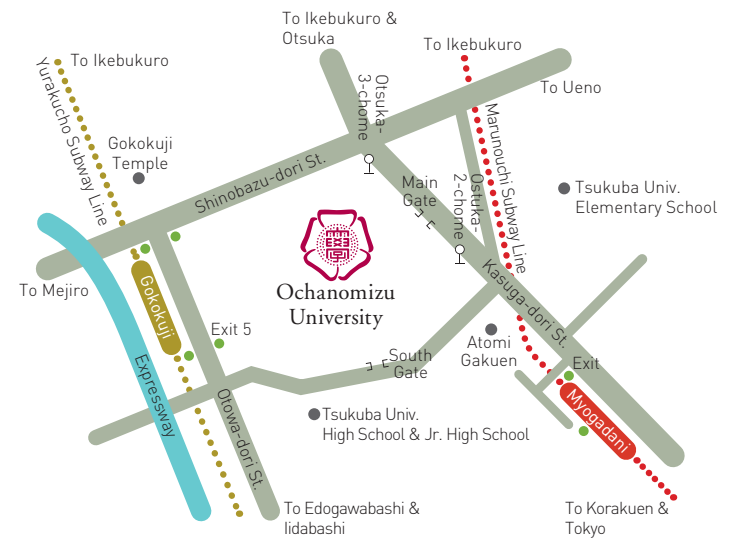 To Ikebukuro &
Otsuka
To Ikebukuro
To Ikebukuro
To Ueno
Otsuka-
3-chome
Yurakucho Subway Line
Gokokuji
Temple
Marunouchi Subway Line
Shinobazu-dori St.
Main
Gate
Ostuka-
2-chome
Tsukuba Univ.
Elementary School
To Mejiro
Gokokuji
Ochanomizu
University
Kasuga-dori St.
Exit 5
Atomi
Gakuen
Expressway
South
Gate
Exit
Otowa-dori St.
Myogadani
Tsukuba Univ.
High School & Jr. High School
To Edogawabashi &
Iidabashi
To Korakuen &
Tokyo